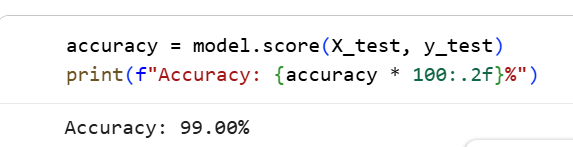 accuracy = model.score(X_test, y_test)
print(f"Accuracy: {accuracy * 100:.2f}%")
Accuracy: 99.00%